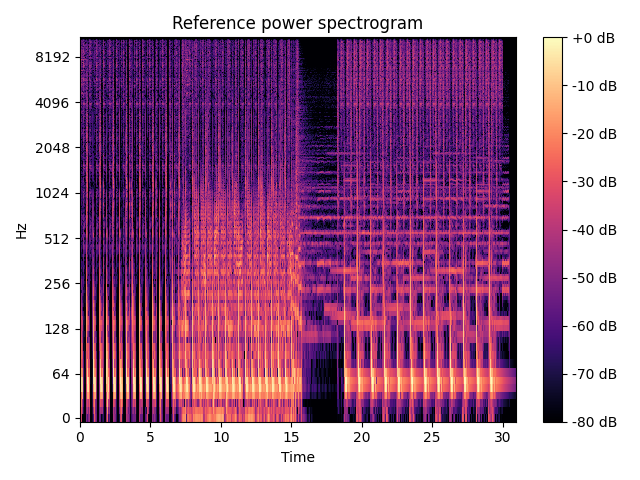 Reference power spectrogram
8192
4096
2048
1024
512
256
128
64
0
Hz
0 5 10 15 20 25 30
Time
+0 dB
-10 dB
-20 dB
-30 dB
-40 dB
-50 dB
-60 dB
-70 dB
-80 dB